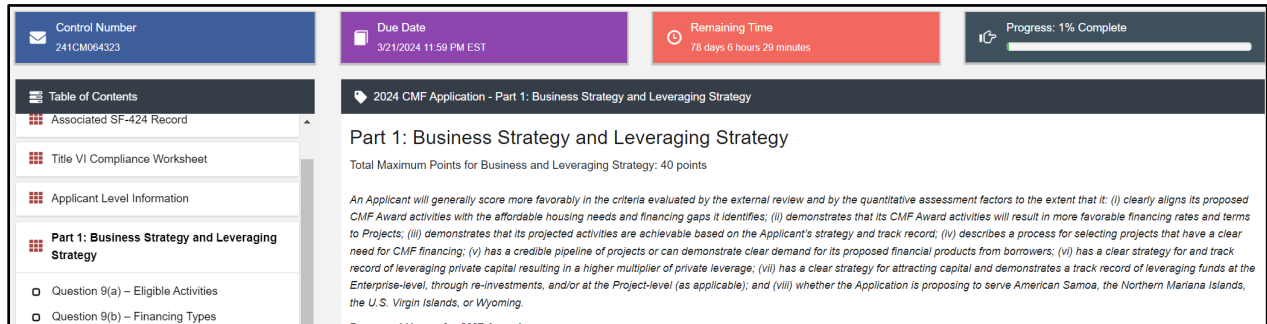 Control Number
241CM064323
Due Date
3/21/2024 11:59 PM EST
Remaining Time
78 days 6 hours 29 minutes
Progress: 1% Complete
Table of Contents
Associated SF-424 Record
Title VI Compliance Worksheet
Applicant Level Information
Part 1: Business Strategy and Leveraging
Strategy
Question 9(a) – Eligible Activities
Question 9(b) – Financing Types
2024 CMF Application - Part 1: Business Strategy and Leveraging Strategy
Part 1: Business Strategy and Leveraging Strategy
Total Maximum Points for Business and Leveraging Strategy: 40 points
An Applicant will generally score more favorably in the criteria evaluated by the external review and by the quantitative assessment factors to the extent that it: (i) clearly aligns its proposed
CMF Award activities with the affordable housing needs and financing gaps it identifies; (ii) demonstrates that its CMF Award activities will result in more favorable financing rates and terms
to Projects; (iii) demonstrates that its projected activities are achievable based on the Applicant's strategy and track record; (iv) describes a process for selecting projects that have a clear
need for CMF financing; (v) has a credible pipeline of projects or can demonstrate clear demand for its proposed financial products from borrowers; (vi) has a clear strategy for and track
record of leveraging private capital resulting in a higher multiplier of private leverage; (vii) has a clear strategy for attracting capital and demonstrates a track record of leveraging funds at the
Enterprise-level, through re-investments, and/or at the Project-level (as applicable); and (viii) whether the Application is proposing to serve American Samoa, the Northern Mariana Islands,
the U.S. Virgin Islands, or Wyoming.